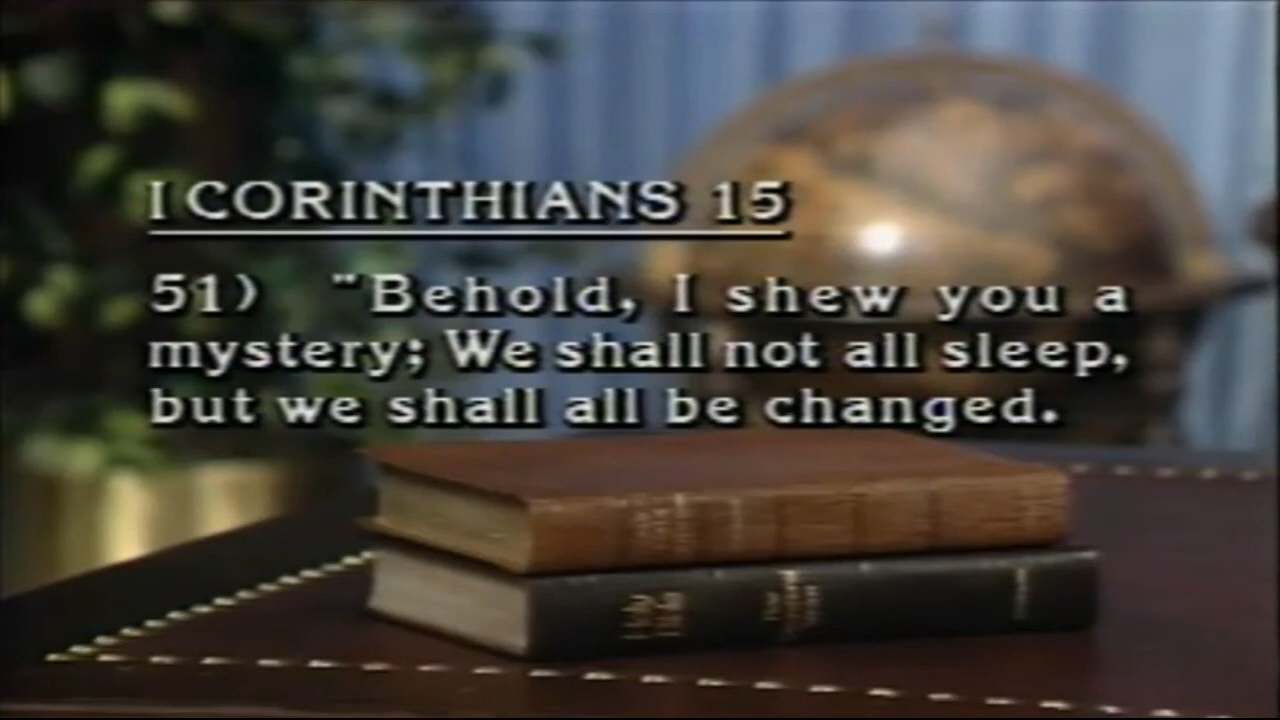 I CORINTHIANS 15
51) "Behold, I shew you a
mystery; We shall not all sleep,
but we shall all be changed.